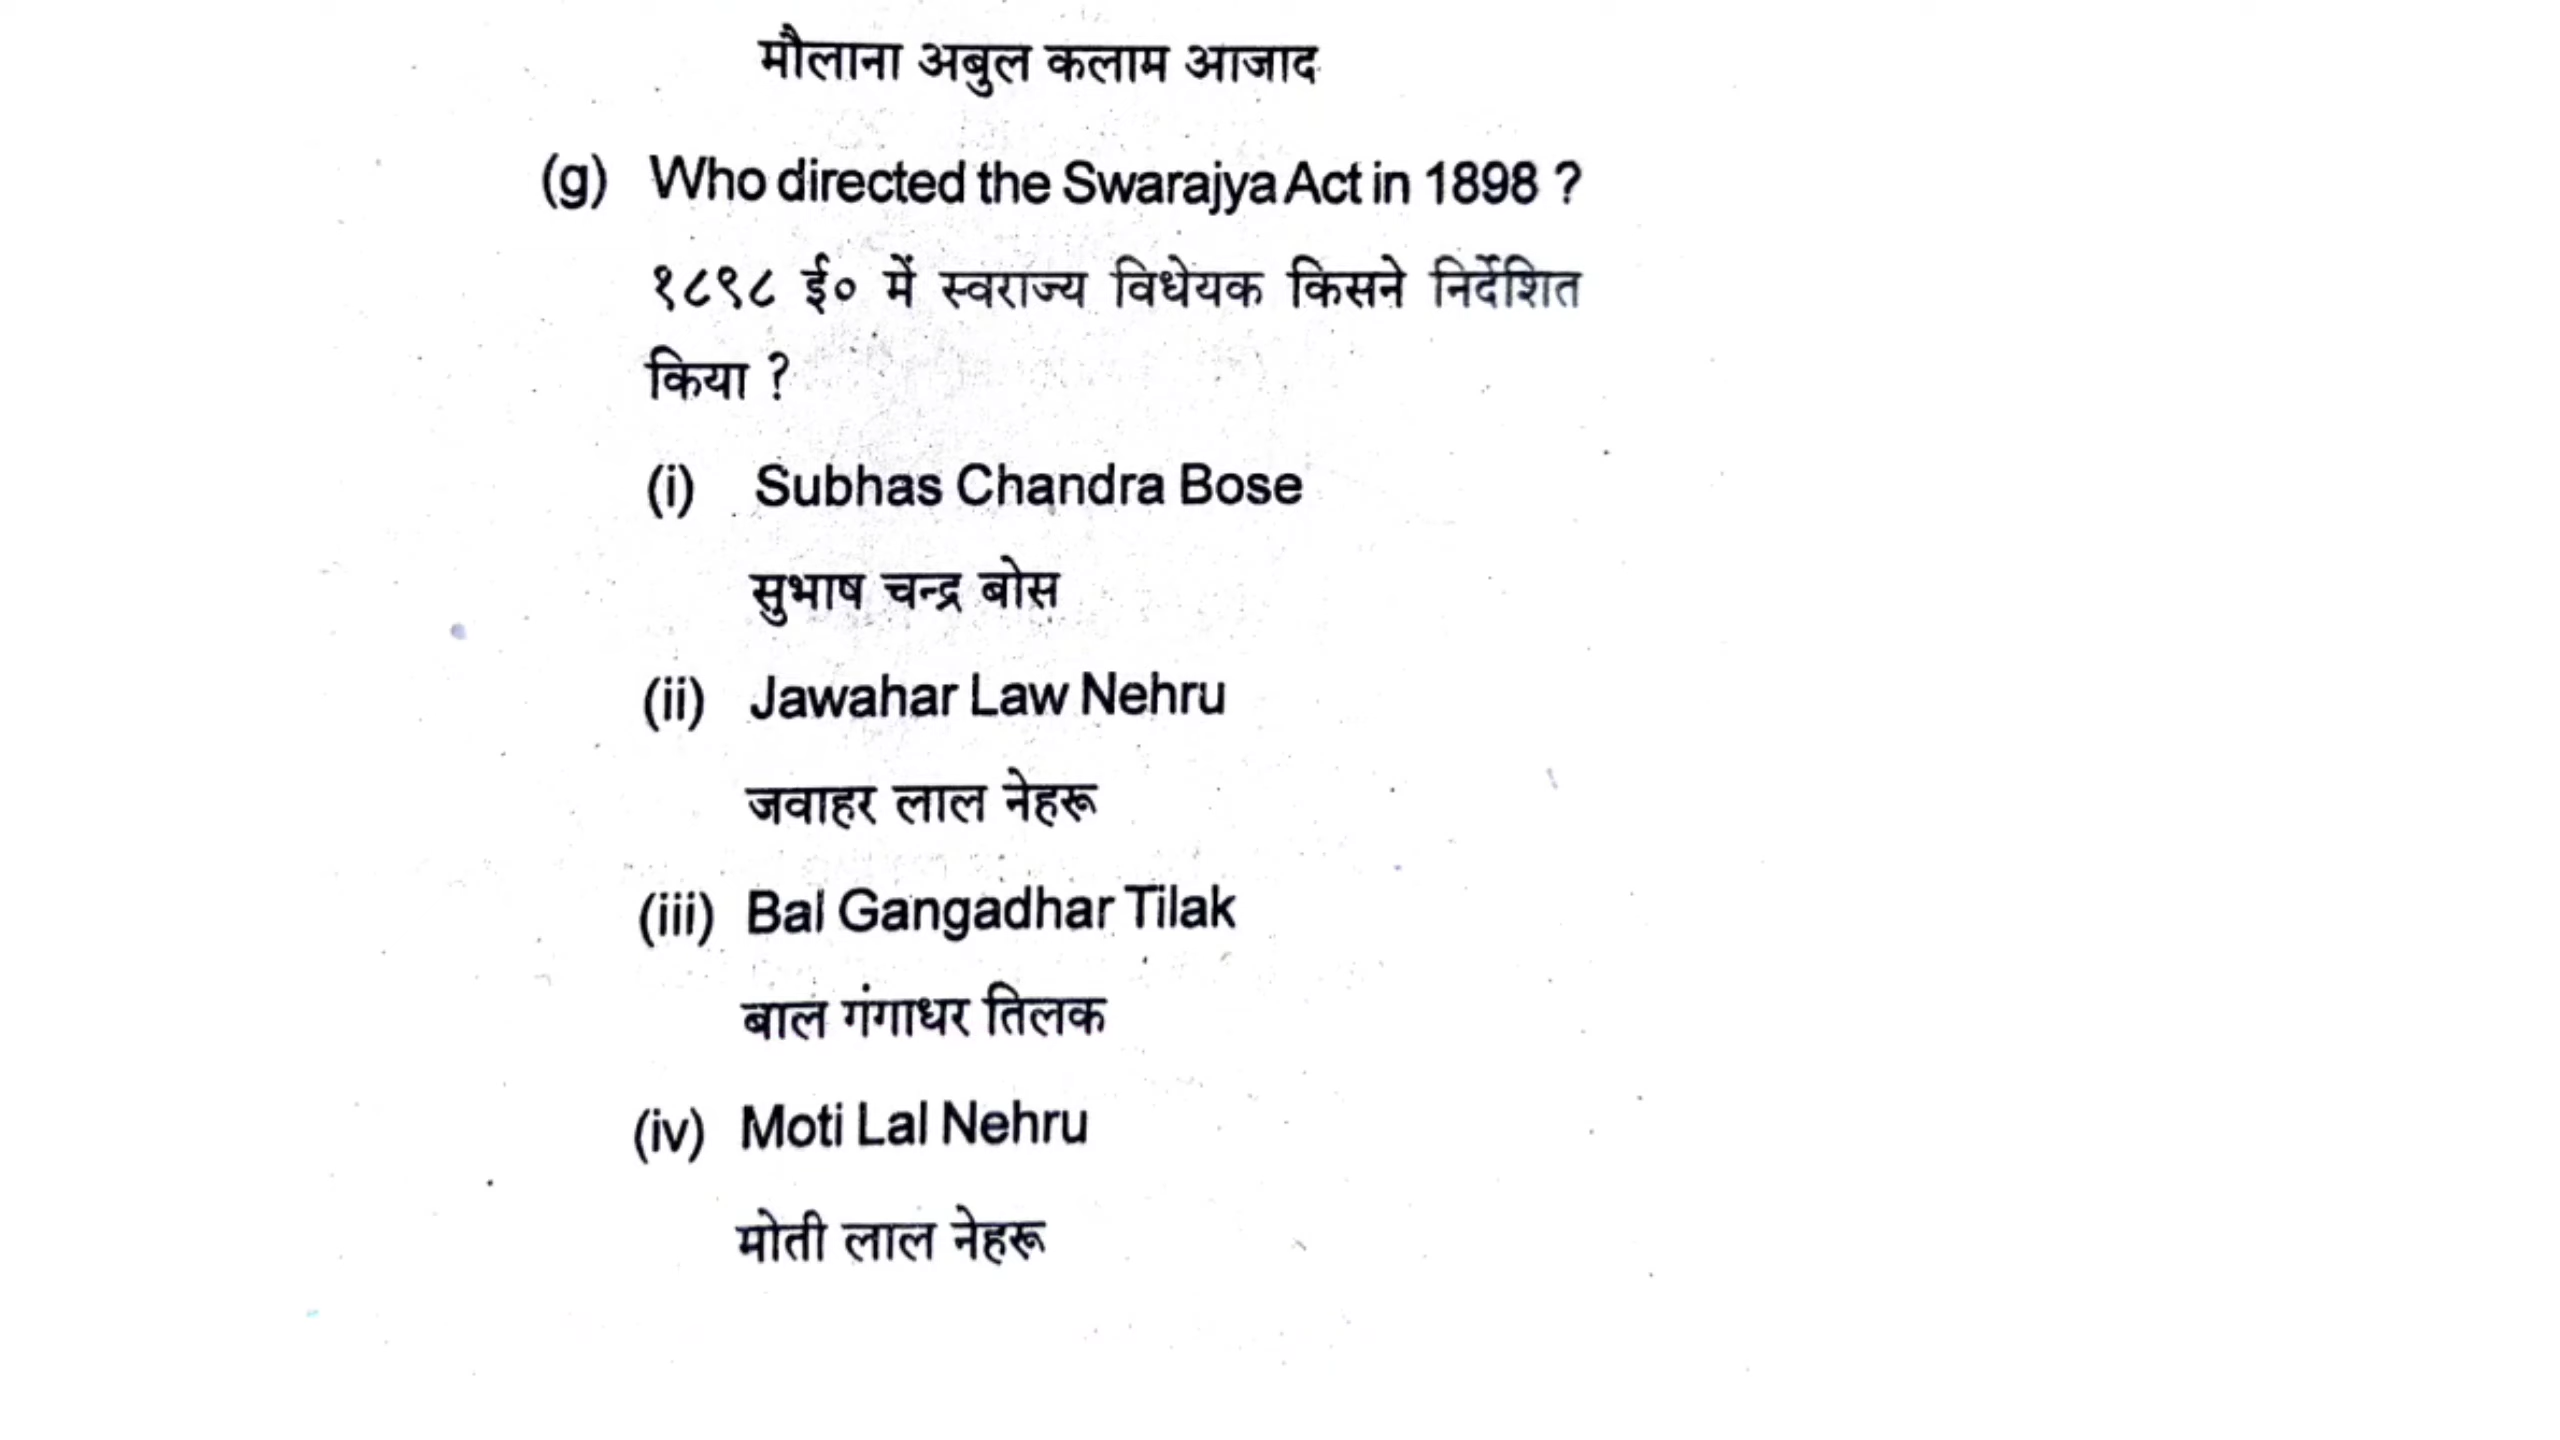 मौलाना अबुल कलाम आजाद
(g) Who directed the Swarajya Act in 1898 ?
१८९८ ई० में स्वराज्य विधेयक किसने निर्देशित
किया ?
(i) Subhas Chandra Bose
सुभाष चन्द्र बोस
(ii) Jawahar Law Nehru
जवाहर लाल नेहरू
(iii) Bal Gangadhar Tilak
बाल गंगाधर तिलक
(iv) Moti Lal Nehru
मोती लाल नेहरू